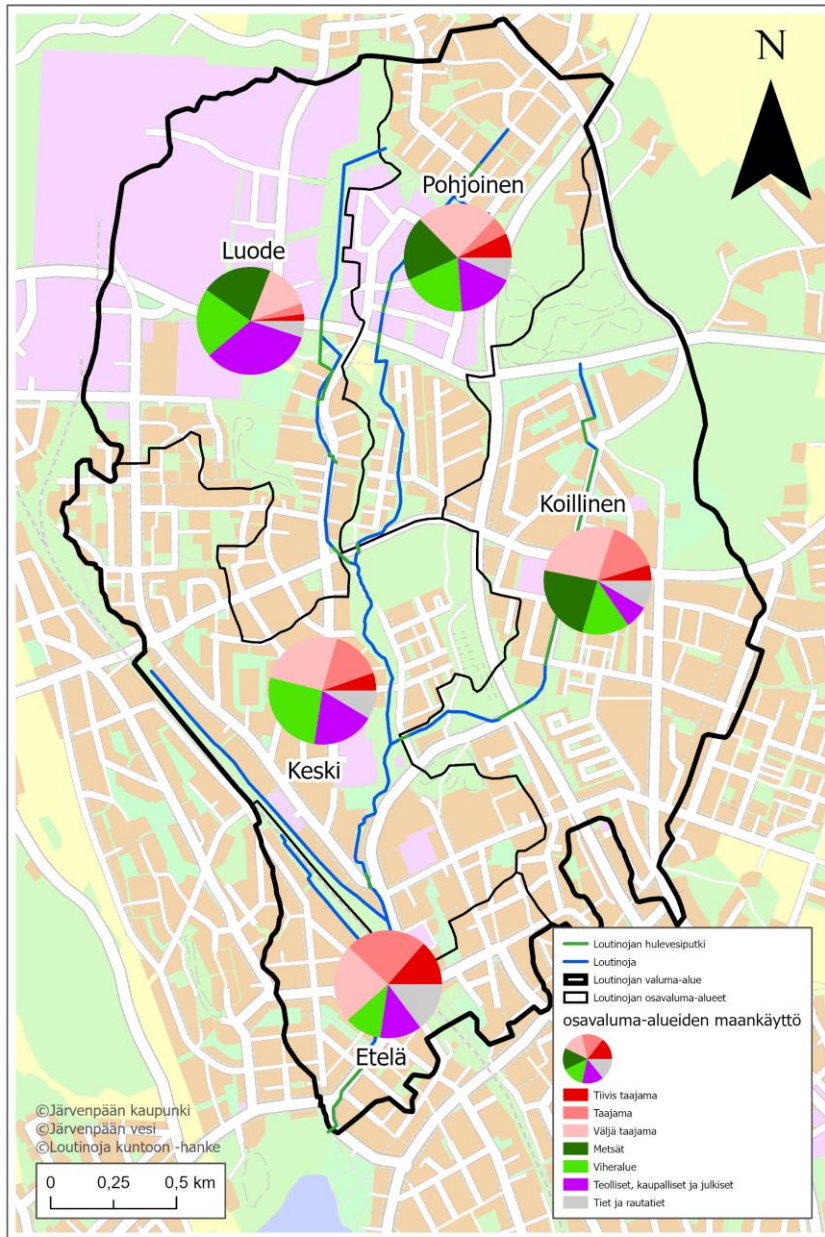 N
Pohjoinen
Luode
Koillinen
Keski
Etelä
Loutinojan hulevesiputki
Loutinoja
Loutinojan valuma-alue
Loutinojan osavaluma-alueet
osavaluma-alueiden maankäyttö
Tiivis taajama
Taajama
Väljä taajama
Metsät
Viheralue
Teolliset, kaupalliset ja julkiset
Tiet ja rautatiet
©Järvenpään kaupunki
©Järvenpään vesi
©Loutinoja kuntoon -hanke
0 0,25 0,5 km